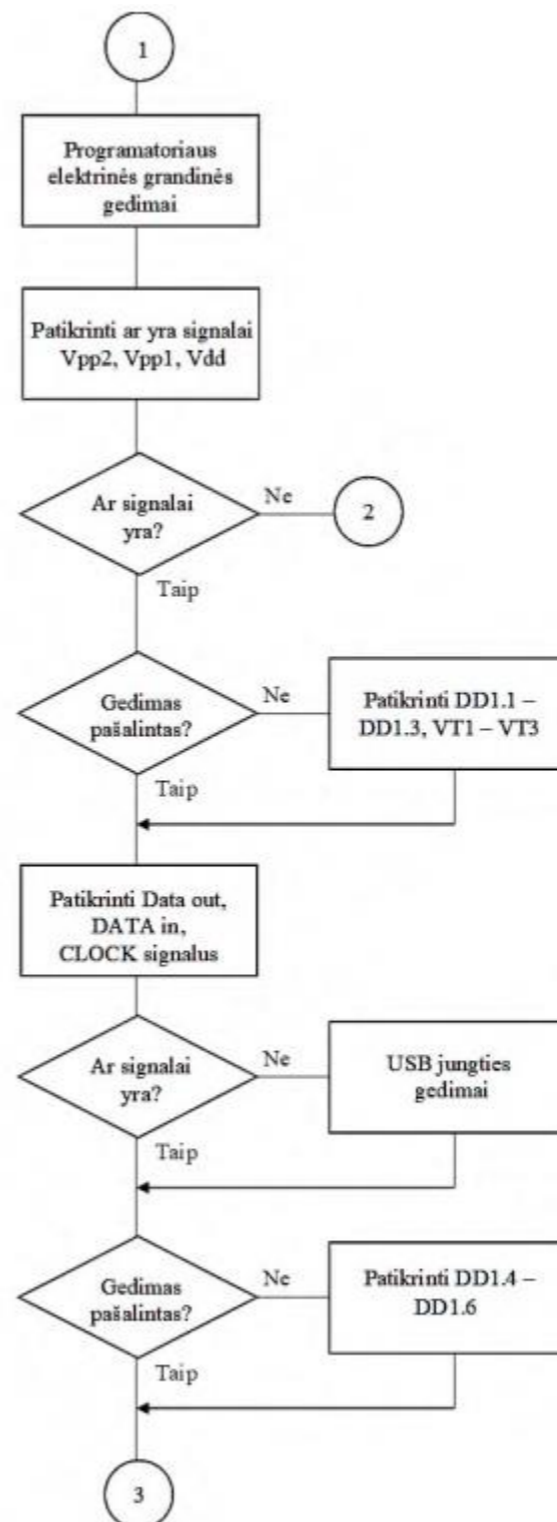 1
Programatoriaus
elektrinės grandinės
gedimai
Patikrinti ar yra signalai
Vpp2, Vpp1, Vdd
Ar signalai
yra?
Ne
2
Taip
Gedimas
pašalintas?
Ne
Patikrinti DD1.1 –
DD1.3, VT1 – VT3
Taip
Patikrinti Data out,
DATA in,
CLOCK signalus
Ar signalai
yra?
Ne
USB jungties
gedimai
Taip
Gedimas
pašalintas?
Ne
Patikrinti DD1.4 –
DD1.6
Taip
3